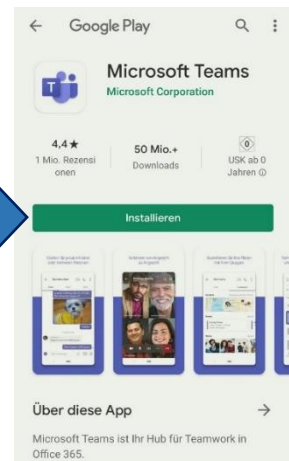 Google Play
Microsoft Teams
Microsoft Corporation
4,4★
1 Mio. Rezensi
onen
50 Mio.+
Downloads
0
USK ab 0
Jahren
Installieren
Über diese App
Microsoft Teams ist Ihr Hub für Teamwork in
Office 365.